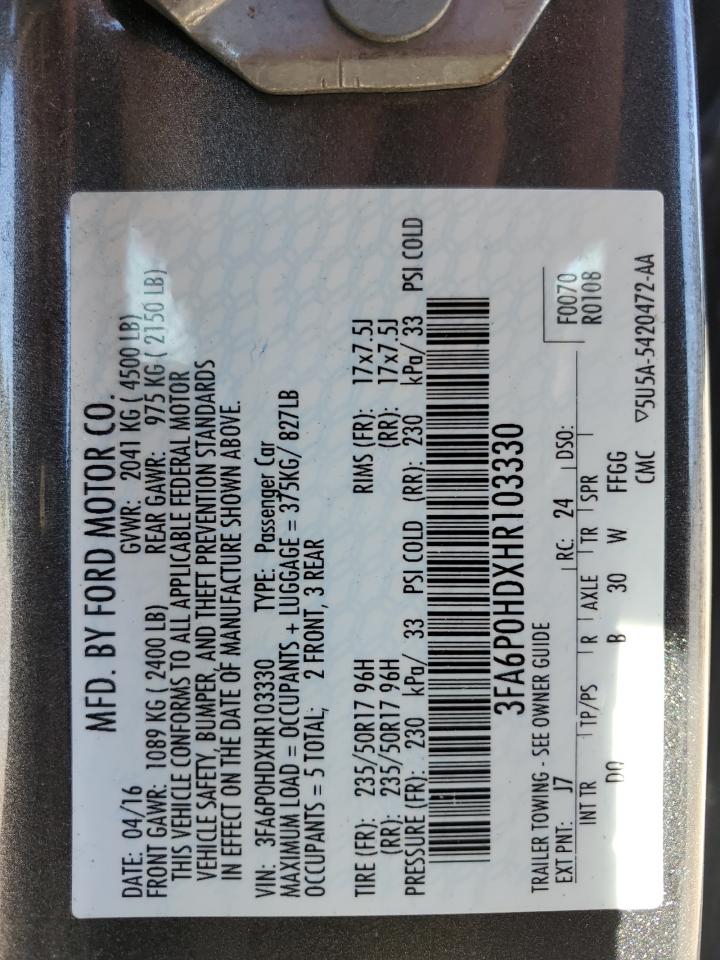 MFD. BY FORD MOTOR CO.
DATE: 04/16 GVWR: 2041 KG ( 4500 LB)
FRONT GAWR: 1089 KG ( 2400 LB) REAR GAWR: 975 KG ( 2150 LB)
THIS VEHICLE CONFORMS TO ALL APPLICABLE FEDERAL MOTOR
VEHICLE SAFETY, BUMPER, AND THEFT PREVENTION STANDARDS
IN EFFECT ON THE DATE OF MANUFACTURE SHOWN ABOVE.
VIN: 3FA6P0HDXHR103330 TYPE: Passenger Car
MAXIMUM LOAD = OCCUPANTS + LUGGAGE = 375KG/ 827LB
OCCUPANTS = 5 TOTAL; 2 FRONT, 3 REAR
TIRE (FR): 235/50R17 96H RIMS (FR): 17x7.5J
(RR): 235/50R17 96H (RR): 17x7.5J
PRESSURE (FR): 230 kPa/ 33 PSI COLD (RR): 230 kPa/ 33 PSI COLD
3FA6P0HDXHR103330
TRAILER TOWING - SEE OWNER GUIDE F0070
EXT PNT: J7 RC: 24 DSO: R0108
INT TR TP/PS R AXLE TR SPR
DQ B 30 W FFGG
CMC ▽5U5A-5420472-AA